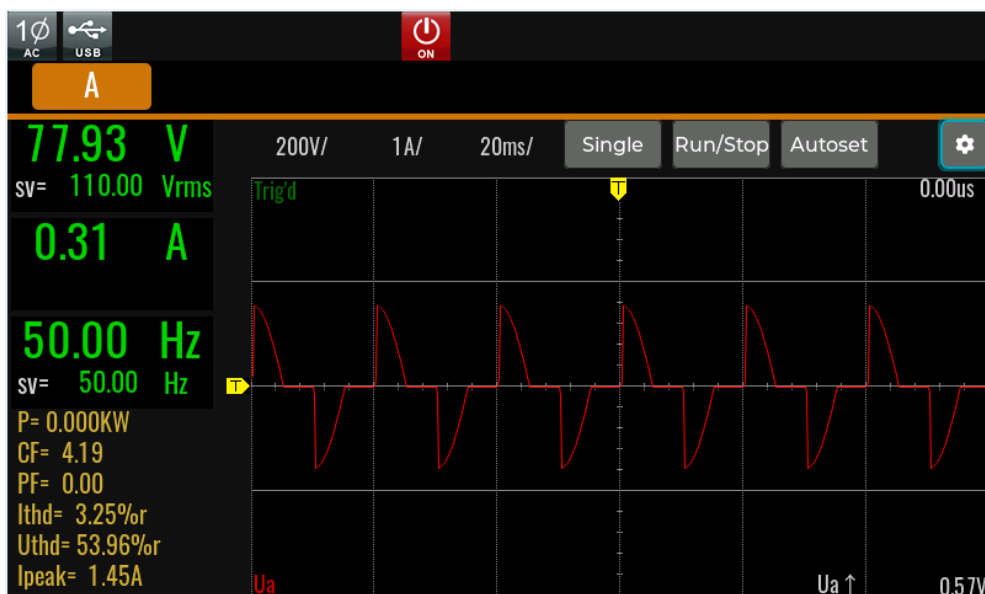 1Ø
AC
USB
ON
A
77.93 V
sv= 110.00 Vrms
0.31 A
50.00 Hz
sv= 50.00 Hz
P= 0.000KW
CF= 4.19
PF= 0.00
Ithd= 3.25%r
Uthd= 53.96%r
Ipeak= 1.45A
200V/ 1A/ 20ms/ Single Run/Stop Autoset
Trig'd T 0.00us
T
Ua Ua↑ 0.57V